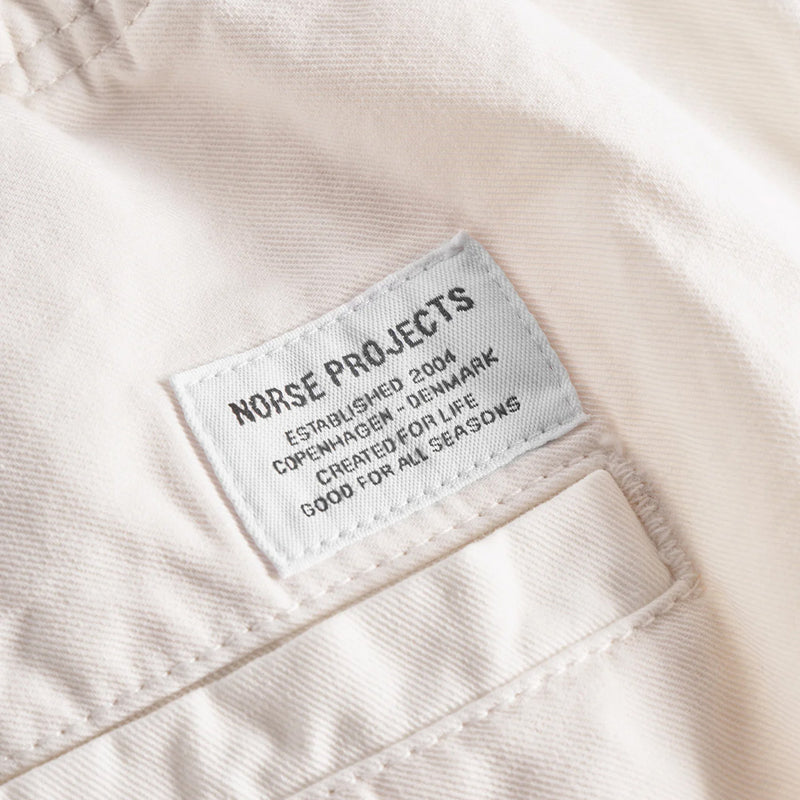 NORSE PROJECTS
ESTABLISHED 2004
COPENHAGEN - DENMARK
CREATED FOR LIFE
GOOD FOR ALL SEASONS